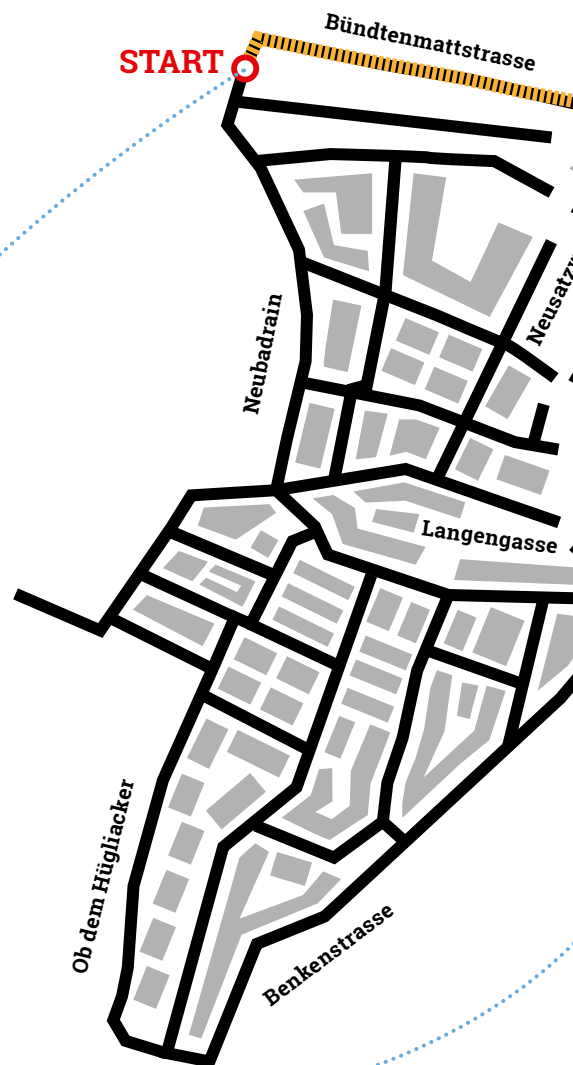 Bündtenmattstrasse
START
Neubadrain
Langengasse
Ob dem Hügliacker
Benkenstrasse